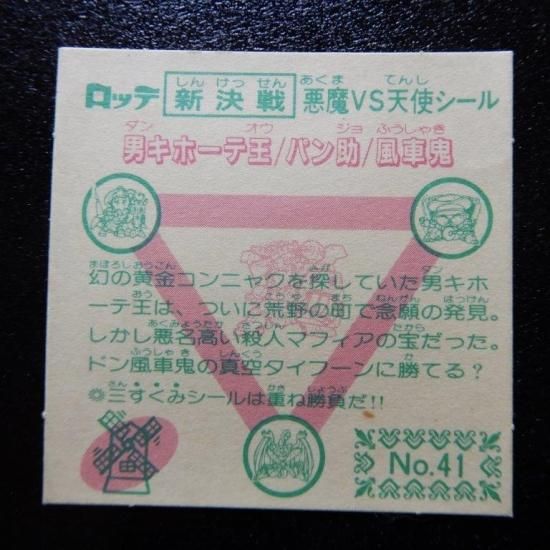 ロッテ 新決戦 悪魔VS天使シール
男キホーテ王/パン助/風車鬼
幻の黄金コンニャクを探していた男キホ
ーテ王は、ついに荒野の町で念願の発見。
しかし悪名高い殺人マフィアの宝だった。
ドン風車鬼の真空タイフーンに勝てる？
◎三すくみシールは重ね勝負だ!!
No.41